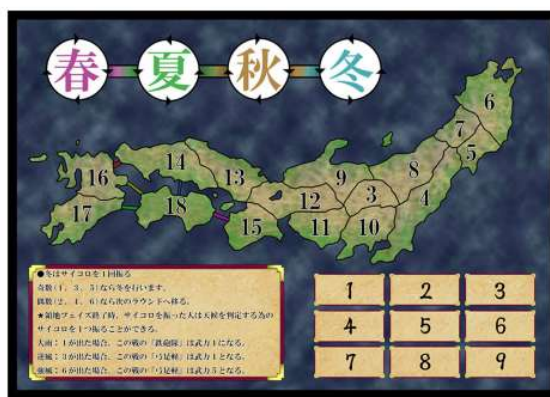 春 夏 秋 冬
6
7
5
8
4
9
3
10
12
11
13
15
14
18
16
17
●冬はサイコロを1回振る
奇数(1、3、5)なら冬を行います。
偶数(2、4、6)なら次のラウンドへ移る。
★領地フェイズ終了時、サイコロを振った人は天候を判定する為の
サイコロを1つ振ることができる。
大雨:1が出た場合、この戦の「鉄砲隊」は武力1になる。
逆風:3が出た場合、この戦の「弓足軽」は武力1となる。
強風:6が出た場合、この戦の「弓足軽」は武力5となる。
1 2 3
4 5 6
7 8 9